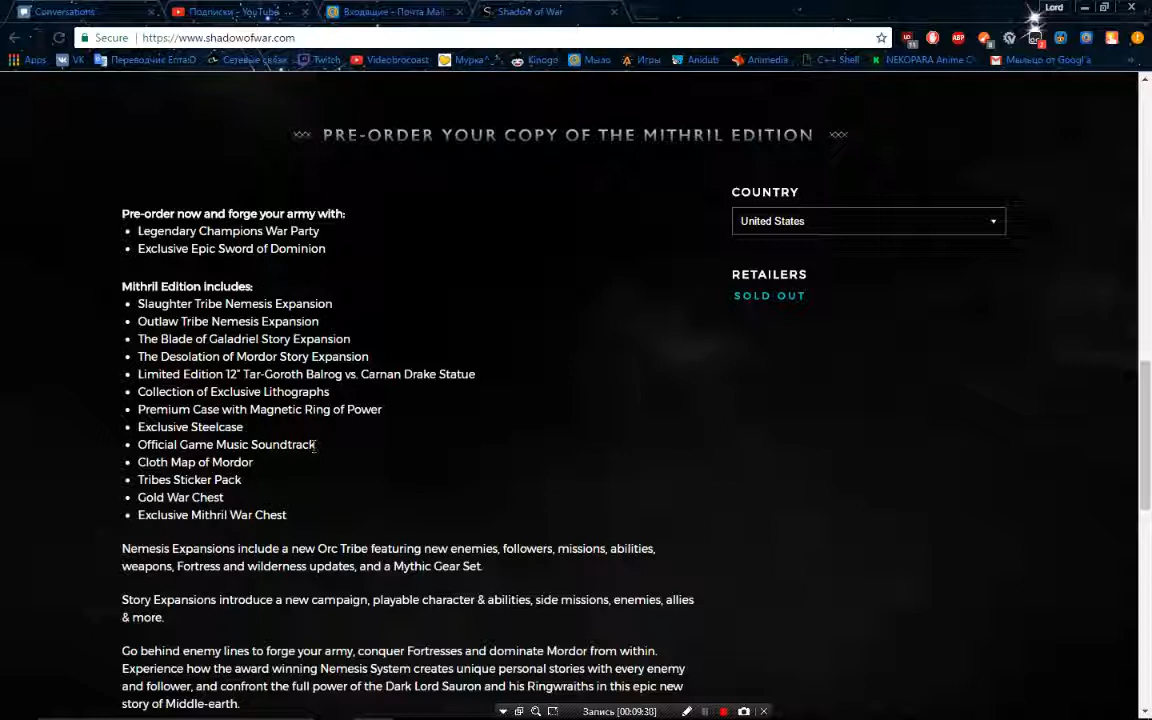 Conversations
Подписки - YouTube
Входящие - Почта Mail
Shadow of War
Lord
Secure
https://www.shadowofwar.com
Apps
VK
Переводчик
Сетевые связи
Twitch
Videobrocast
Мурка^_^
Kinogo
Мыло
Игры
Anidub
Animedia
C++ Shell
NEKOPARA Anime C
Мыльцо от Googl'а
PRE-ORDER YOUR COPY OF THE MITHRIL EDITION
Pre-order now and forge your army with:
• Legendary Champions War Party
• Exclusive Epic Sword of Dominion
Mithril Edition includes:
• Slaughter Tribe Nemesis Expansion
• Outlaw Tribe Nemesis Expansion
• The Blade of Galadriel Story Expansion
• The Desolation of Mordor Story Expansion
• Limited Edition 12" Tar-Goroth Balrog vs. Carnan Drake Statue
• Collection of Exclusive Lithographs
• Premium Case with Magnetic Ring of Power
• Exclusive Steelcase
• Official Game Music Soundtrack
• Cloth Map of Mordor
• Tribes Sticker Pack
• Gold War Chest
• Exclusive Mithril War Chest
Nemesis Expansions include a new Orc Tribe featuring new enemies, followers, missions, abilities,
weapons, Fortress and wilderness updates, and a Mythic Gear Set.
Story Expansions introduce a new campaign, playable character & abilities, side missions, enemies, allies
& more.
Go behind enemy lines to forge your army, conquer Fortresses and dominate Mordor from within.
Experience how the award winning Nemesis System creates unique personal stories with every enemy
and follower, and confront the full power of the Dark Lord Sauron and his Ringwraiths in this epic new
story of Middle-earth.
COUNTRY
United States
RETAILERS
SOLD OUT
Запись [00:09:38]